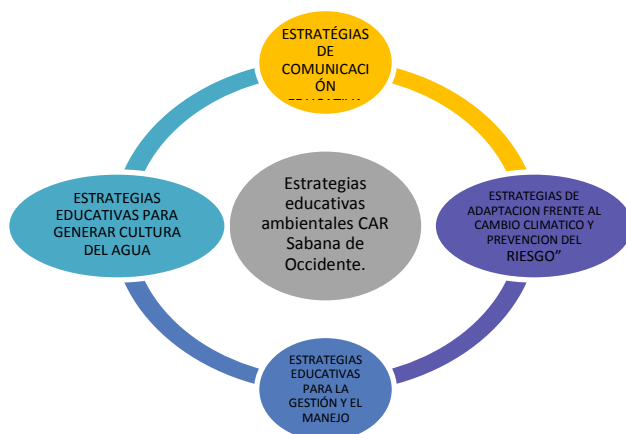 ESTRATÉGIAS
DE
COMUNICACI
ÓN
Estrategias
educativas
ambientales CAR
Sabana de
Occidente.
ESTRATEGIAS
EDUCATIVAS PARA
GENERAR CULTURA
DEL AGUA
ESTRATEGIAS DE
ADAPTACION FRENTE AL
CAMBIO CLIMATICO Y
PREVENCION DEL
RIESGO”
ESTRATEGIAS
EDUCATIVAS
PARA LA
GESTIÓN Y EL
MANEJO